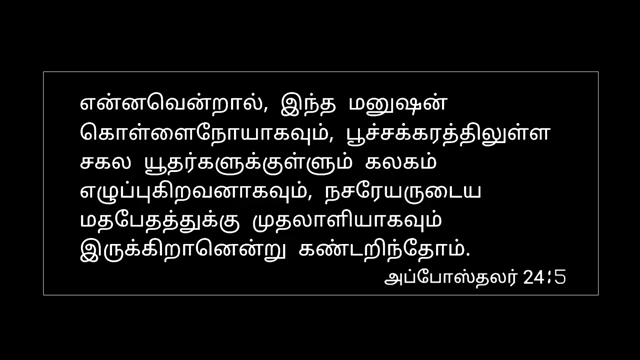 என்னவென்றால், இந்த மனுஷன்
கொள்ளைநோயாகவும், பூச்சக்கரத்திலுள்ள
சகல யூதர்களுக்குள்ளும் கலகம்
எழுப்புகிறவனாகவும், நசரேயருடைய
மதபேதத்துக்கு முதலாளியாகவும்
இருக்கிறானென்று கண்டறிந்தோம்.
அப்போஸ்தலர் 24:5